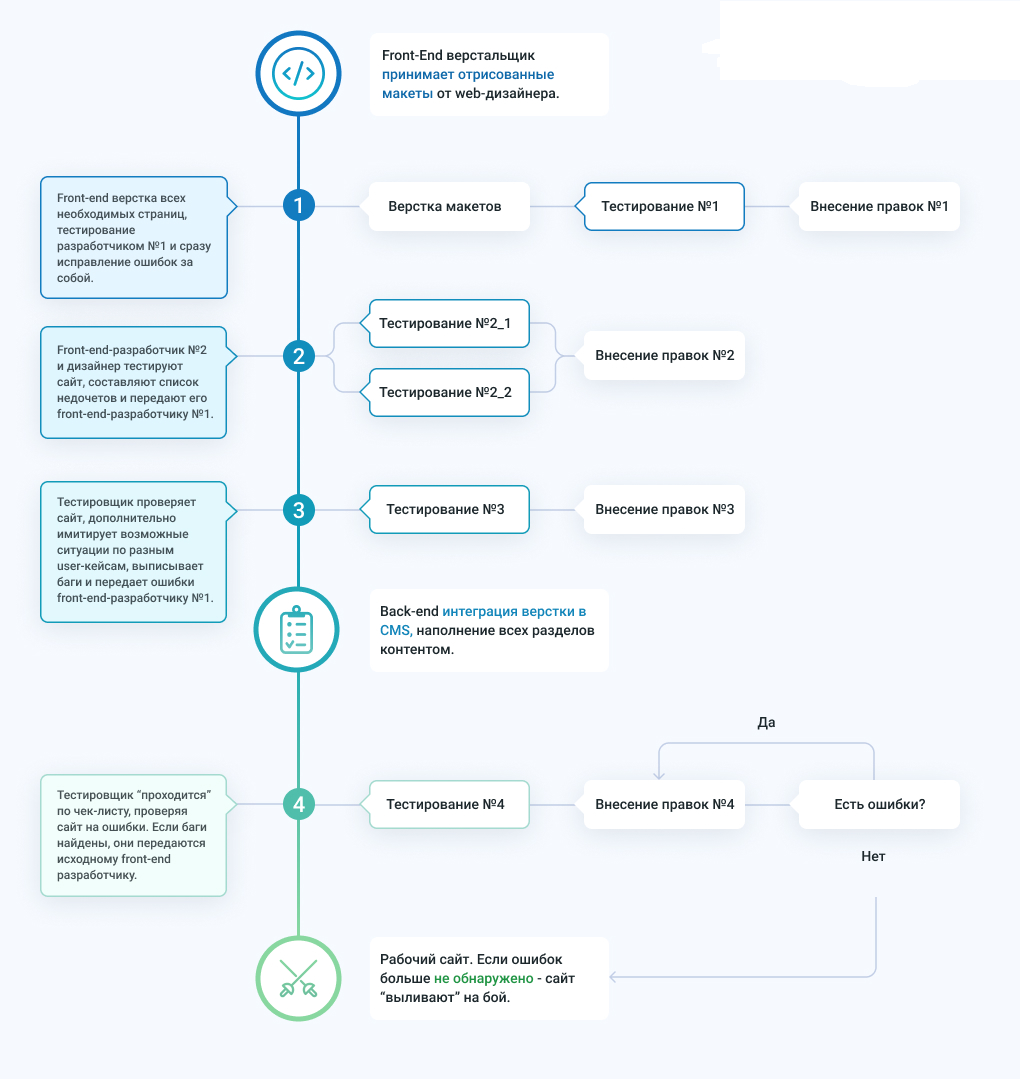 </>
Front-End верстальщик
принимает отрисованные
макеты от web-дизайнера.
Front-end верстка всех
необходимых страниц,
тестирование
разработчиком №1 и сразу
исправление ошибок за
собой.
1
Верстка макетов
Тестирование №1
Внесение правок №1
Front-end-разработчик №2
и дизайнер тестируют
сайт, составляют список
недочетов и передают его
front-end-разработчику №1.
2
Тестирование №2_1
Тестирование №2_2
Внесение правок №2
Тестировщик проверяет
сайт, дополнительно
имитирует возможные
ситуации по разным
user-кейсам, выписывает
баги и передает ошибки
front-end-разработчику №1.
3
Тестирование №3
Внесение правок №3
Back-end интеграция верстки в
CMS, наполнение всех разделов
контентом.
Да
Тестировщик “проходится”
по чек-листу, проверяя
сайт на ошибки. Если баги
найдены, они передаются
исходному front-end
разработчику.
4
Тестирование №4
Внесение правок №4
Есть ошибки?
Нет
Рабочий сайт. Если ошибок
больше не обнаружено - сайт
“выливают” на бой.